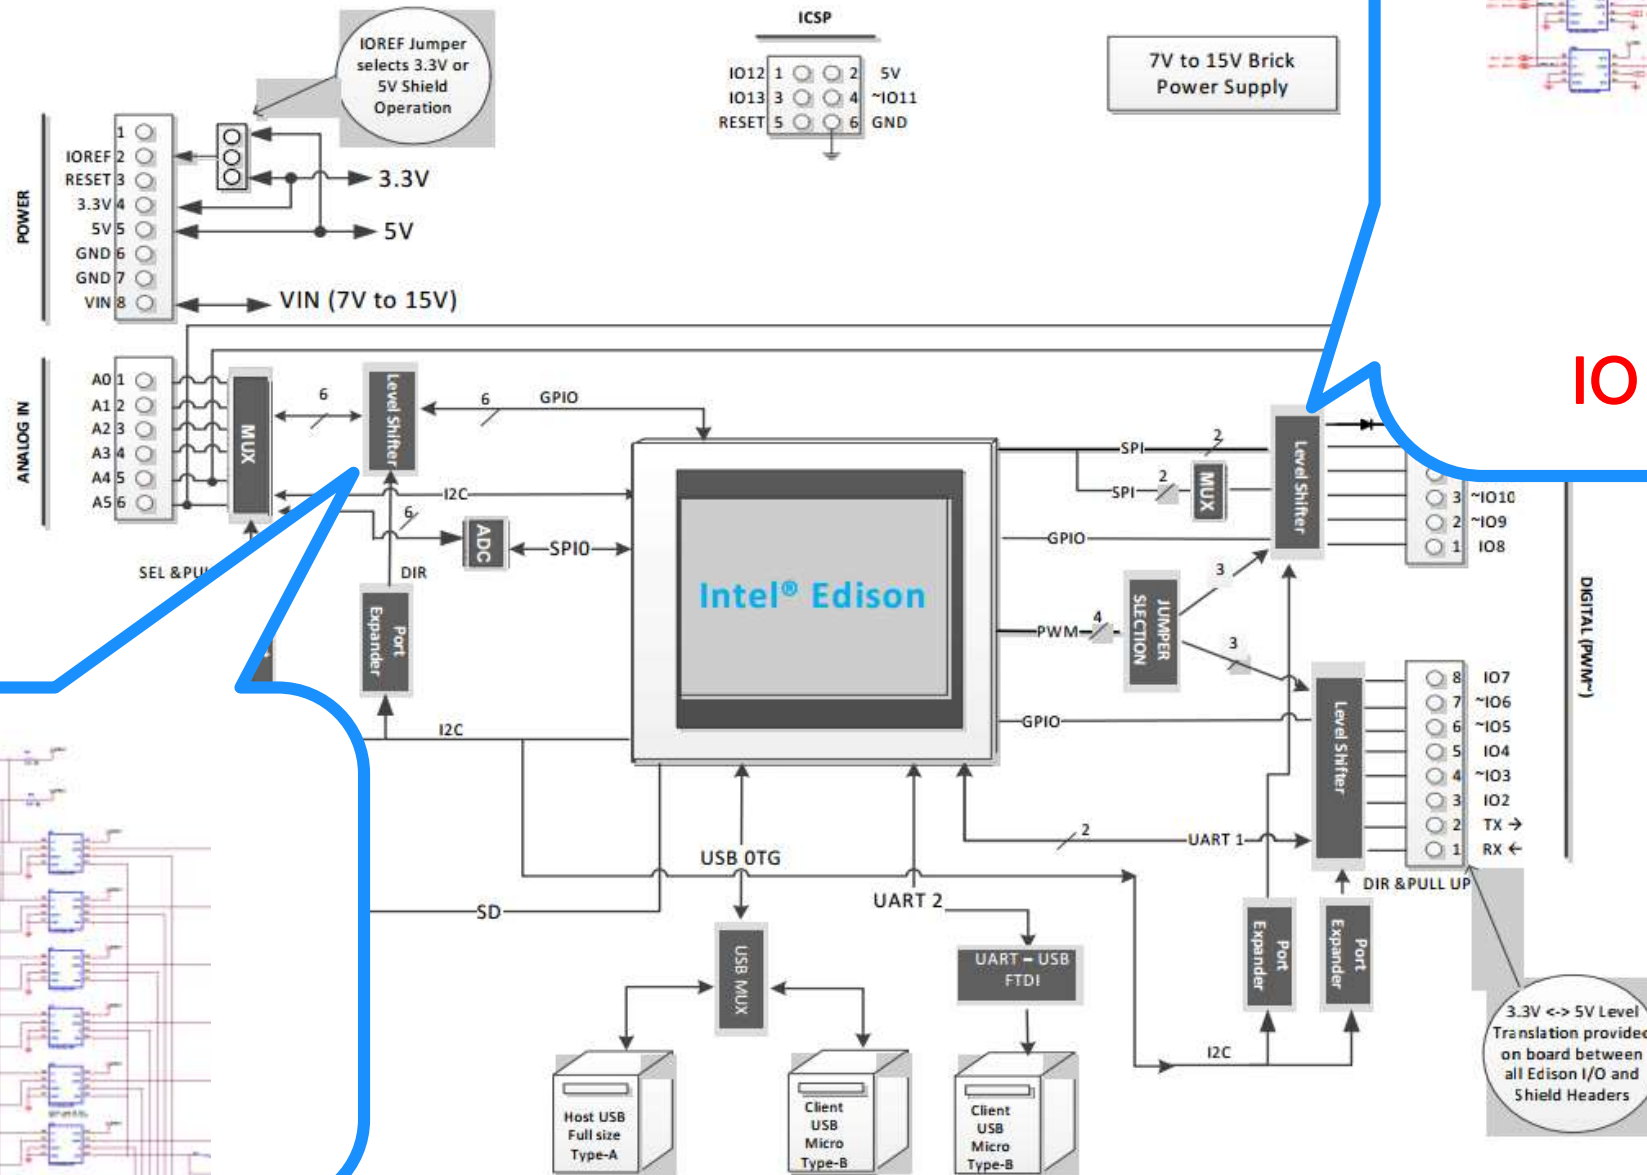 ICSP
IO12 1 2 5V
IO13 3 4 ~IO11
RESET 5 6 GND
7V to 15V Brick
Power Supply
IOREF Jumper
selects 3.3V or
5V Shield
Operation
POWER
1
IOREF 2
RESET 3
3.3V 4
5V 5
GND 6
GND 7
VIN 8
3.3V
5V
VIN (7V to 15V)
IO
ANALOG IN
A0 1
A1 2
A2 3
A3 4
A4 5
A5 6
MUX
6
Level Shifter
6
GPIO
I2C
6
ADC
SPI0
SEL &PU
DIR
Port
Expander
I2C
Intel® Edison
SPI
2
SPI
2
MUX
Level Shifter
GPIO
3 ~IO10
2 ~IO9
1 IO8
3
PWM
4
JUMPER
SLECTION
3
GPIO
Level Shifter
8 IO7
7 ~IO6
6 ~IO5
5 IO4
4 ~IO3
3 IO2
2 TX →
1 RX ←
DIGITAL (PWM~)
2
UART 1
DIR &PULL UP
USB OTG
UART 2
SD
USB MUX
UART – USB
FTDI
Port
Expander
Port
Expander
I2C
Host USB
Full size
Type-A
Client
USB
Micro
Type-B
Client
USB
Micro
Type-B
3.3V <-> 5V Level
Translation provided
on board between
all Edison I/O and
Shield Headers